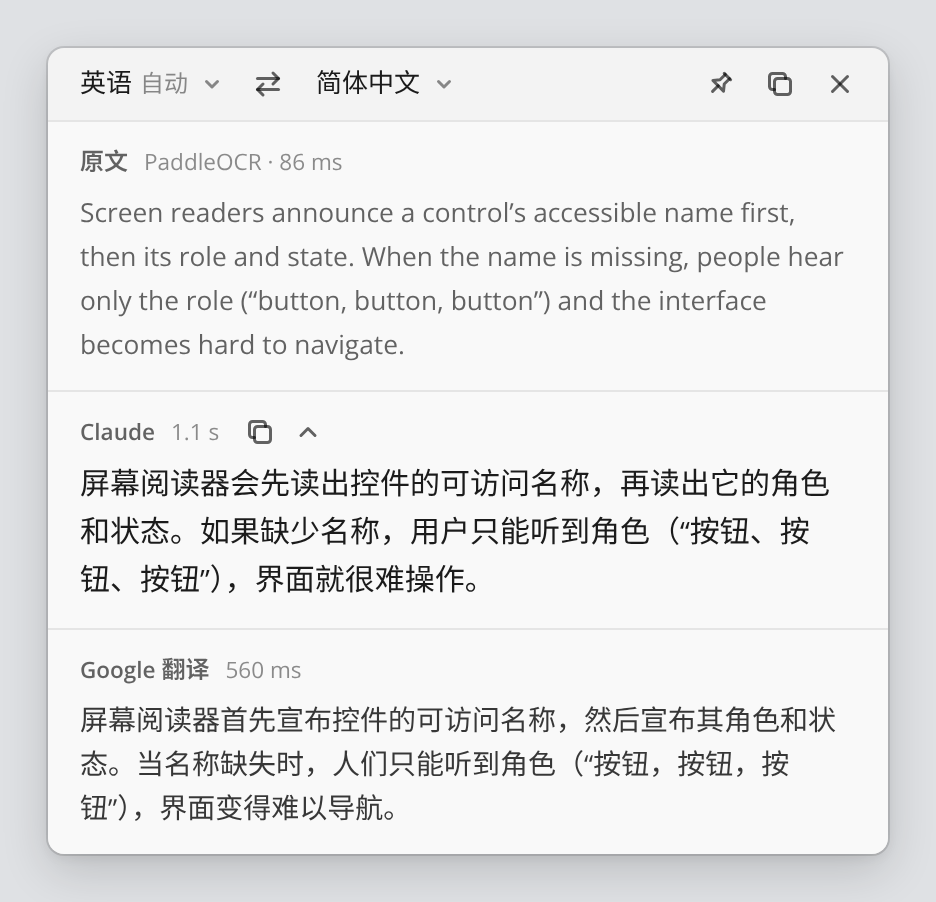 英语 自动 简体中文
原文 PaddleOCR · 86 ms
Screen readers announce a control’s accessible name first,
then its role and state. When the name is missing, people hear
only the role (“button, button, button”) and the interface
becomes hard to navigate.
Claude 1.1 s
屏幕阅读器会先读出控件的可访问名称，再读出它的角色
和状态。如果缺少名称，用户只能听到角色（“按钮、按
钮、按钮”），界面就很难操作。
Google 翻译 560 ms
屏幕阅读器首先宣布控件的可访问名称，然后宣布其角色和状
态。当名称缺失时，人们只能听到角色（“按钮，按钮，按
钮”），界面变得难以导航。